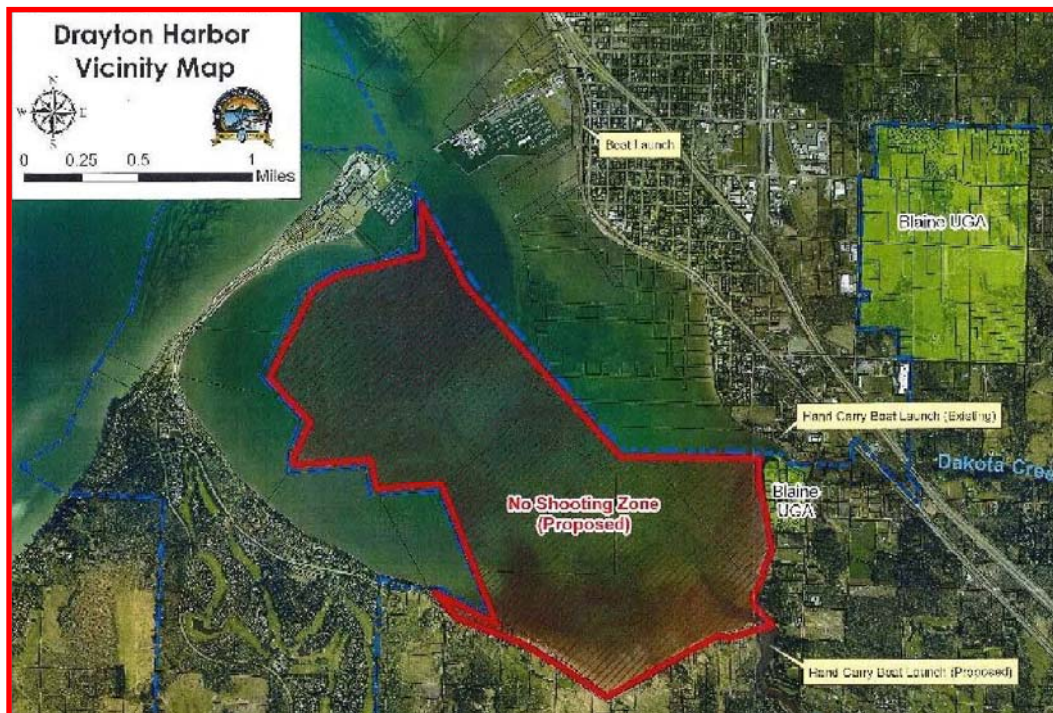 Drayton Harbor
Vicinity Map
N
W
E
S
0 0.25 0.5 1
Miles
Boat Launch
Blaine UGA
Hand Carry Boat Launch (Existing)
Dakota Cree
Blaine
UGA
No Shooting Zone
(Proposed)
Hand Carry Boat Launch (Proposed)